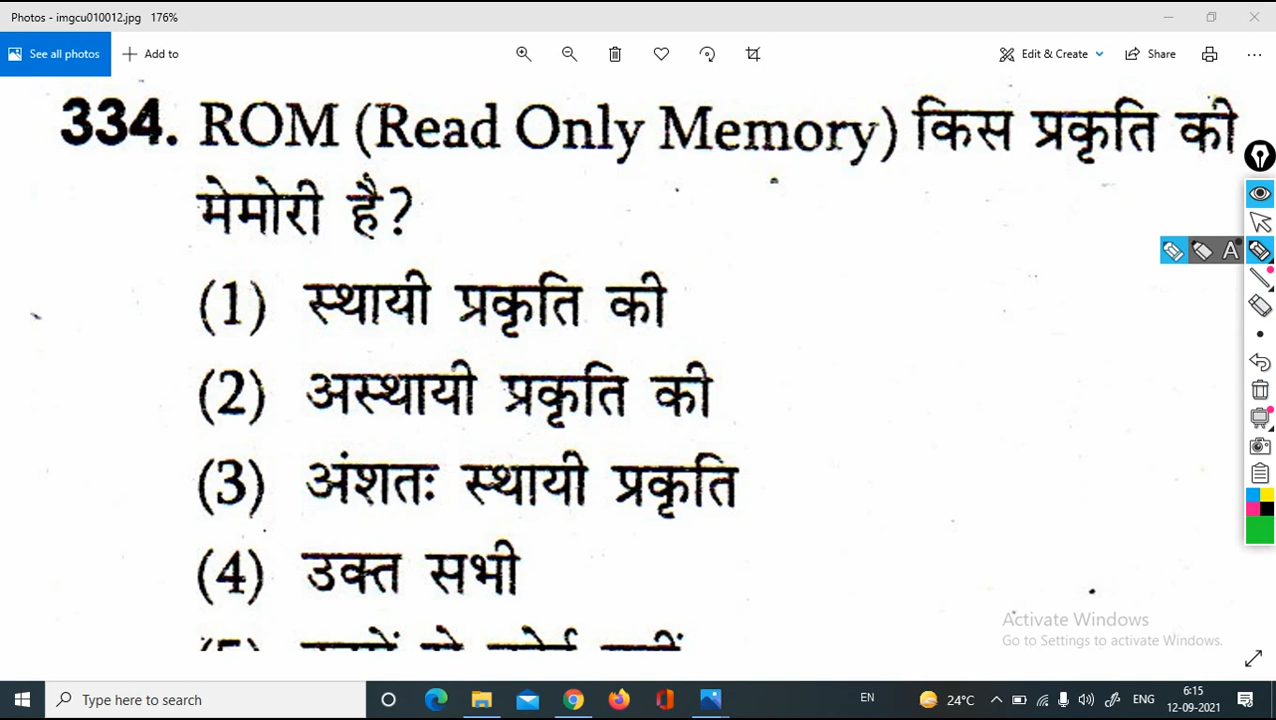 Photos - imgcu010012.jpg 176%
See all photos
Add to
Edit & Create
Share
334. ROM (Read Only Memory) किस प्रकृति की
मेमोरी है?
(1) स्थायी प्रकृति की
(2) अस्थायी प्रकृति की
(3) अंशतः स्थायी प्रकृति
(4) उक्त सभी
A
Activate Windows
Go to Settings to activate Windows.
Type here to search
EN
24°C
ENG
6:15
12-09-2021